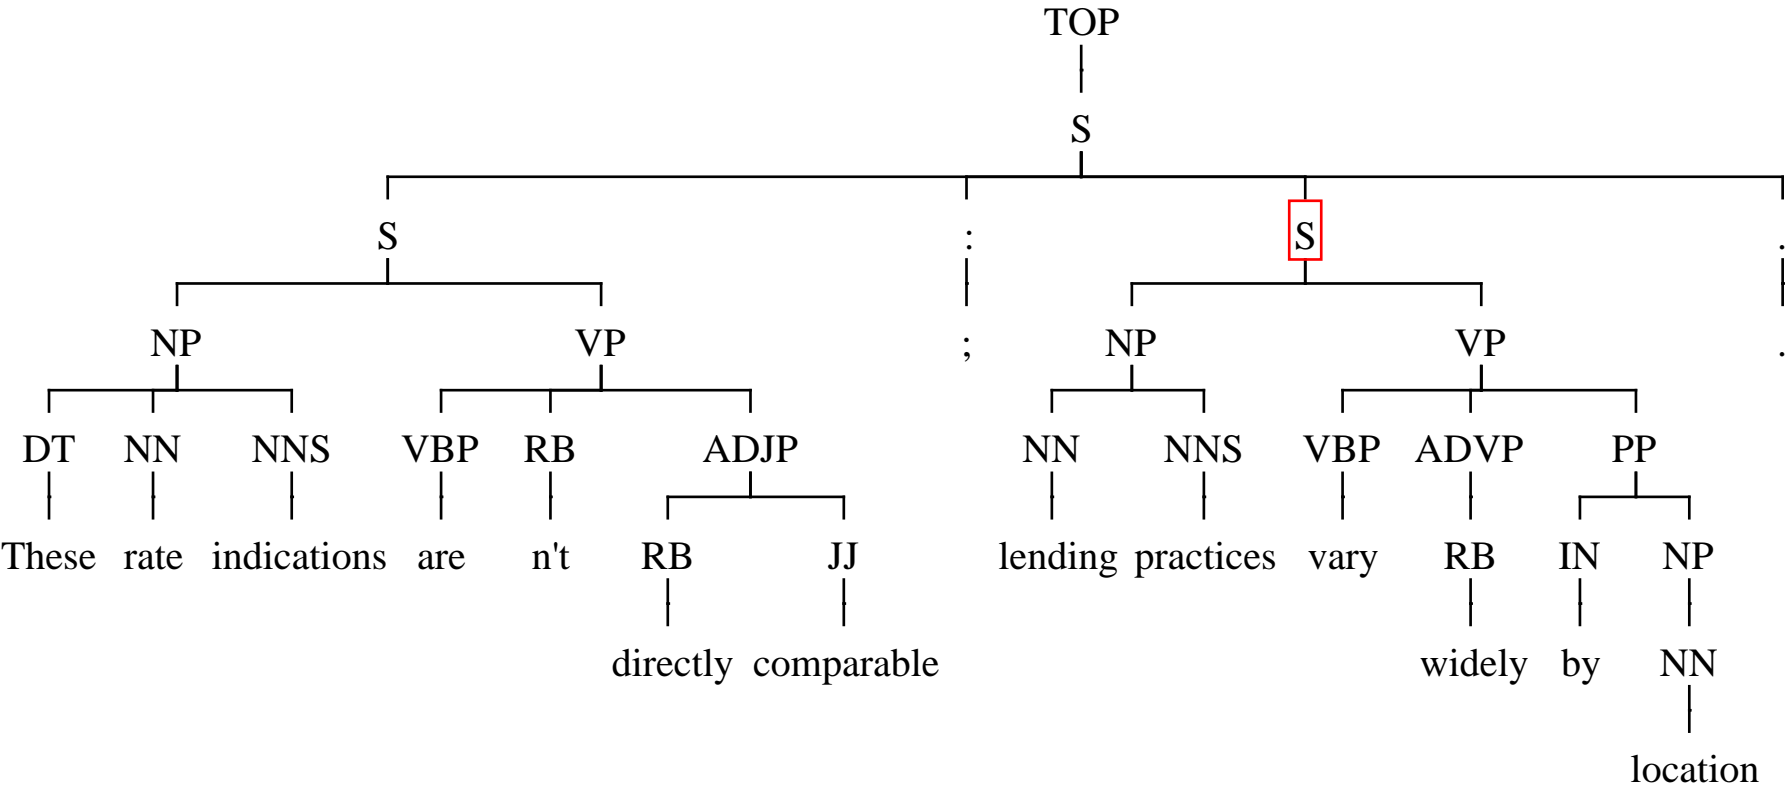 TOP
S
S : S .
NP VP ; NP VP .
DT NN NNS VBP RB ADJP NN NNS VBP ADVP PP
These rate indications are n't RB JJ lending practices vary RB IN NP
directly comparable widely by NN
location